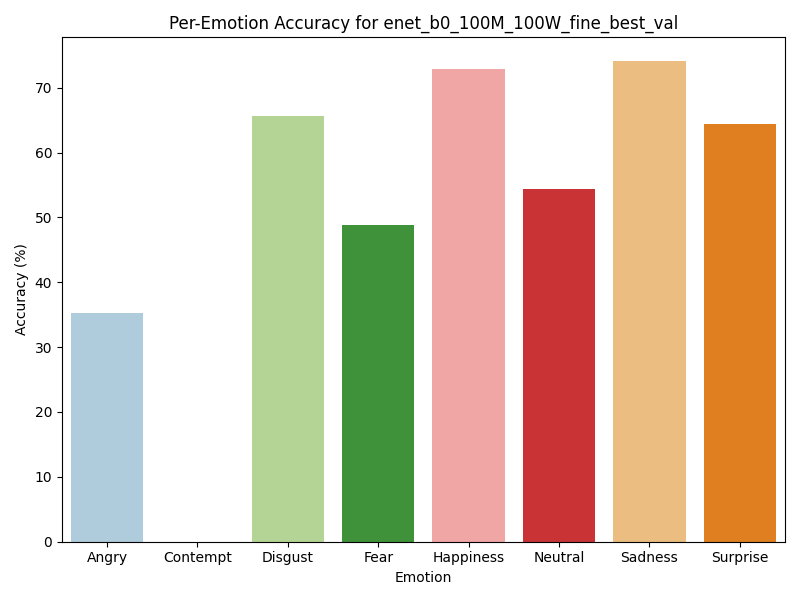 Per-Emotion Accuracy for enet_b0_100M_100W_fine_best_val
Accuracy (%)
70
60
50
40
30
20
10
0
Angry Contempt Disgust Fear Happiness Neutral Sadness Surprise
Emotion